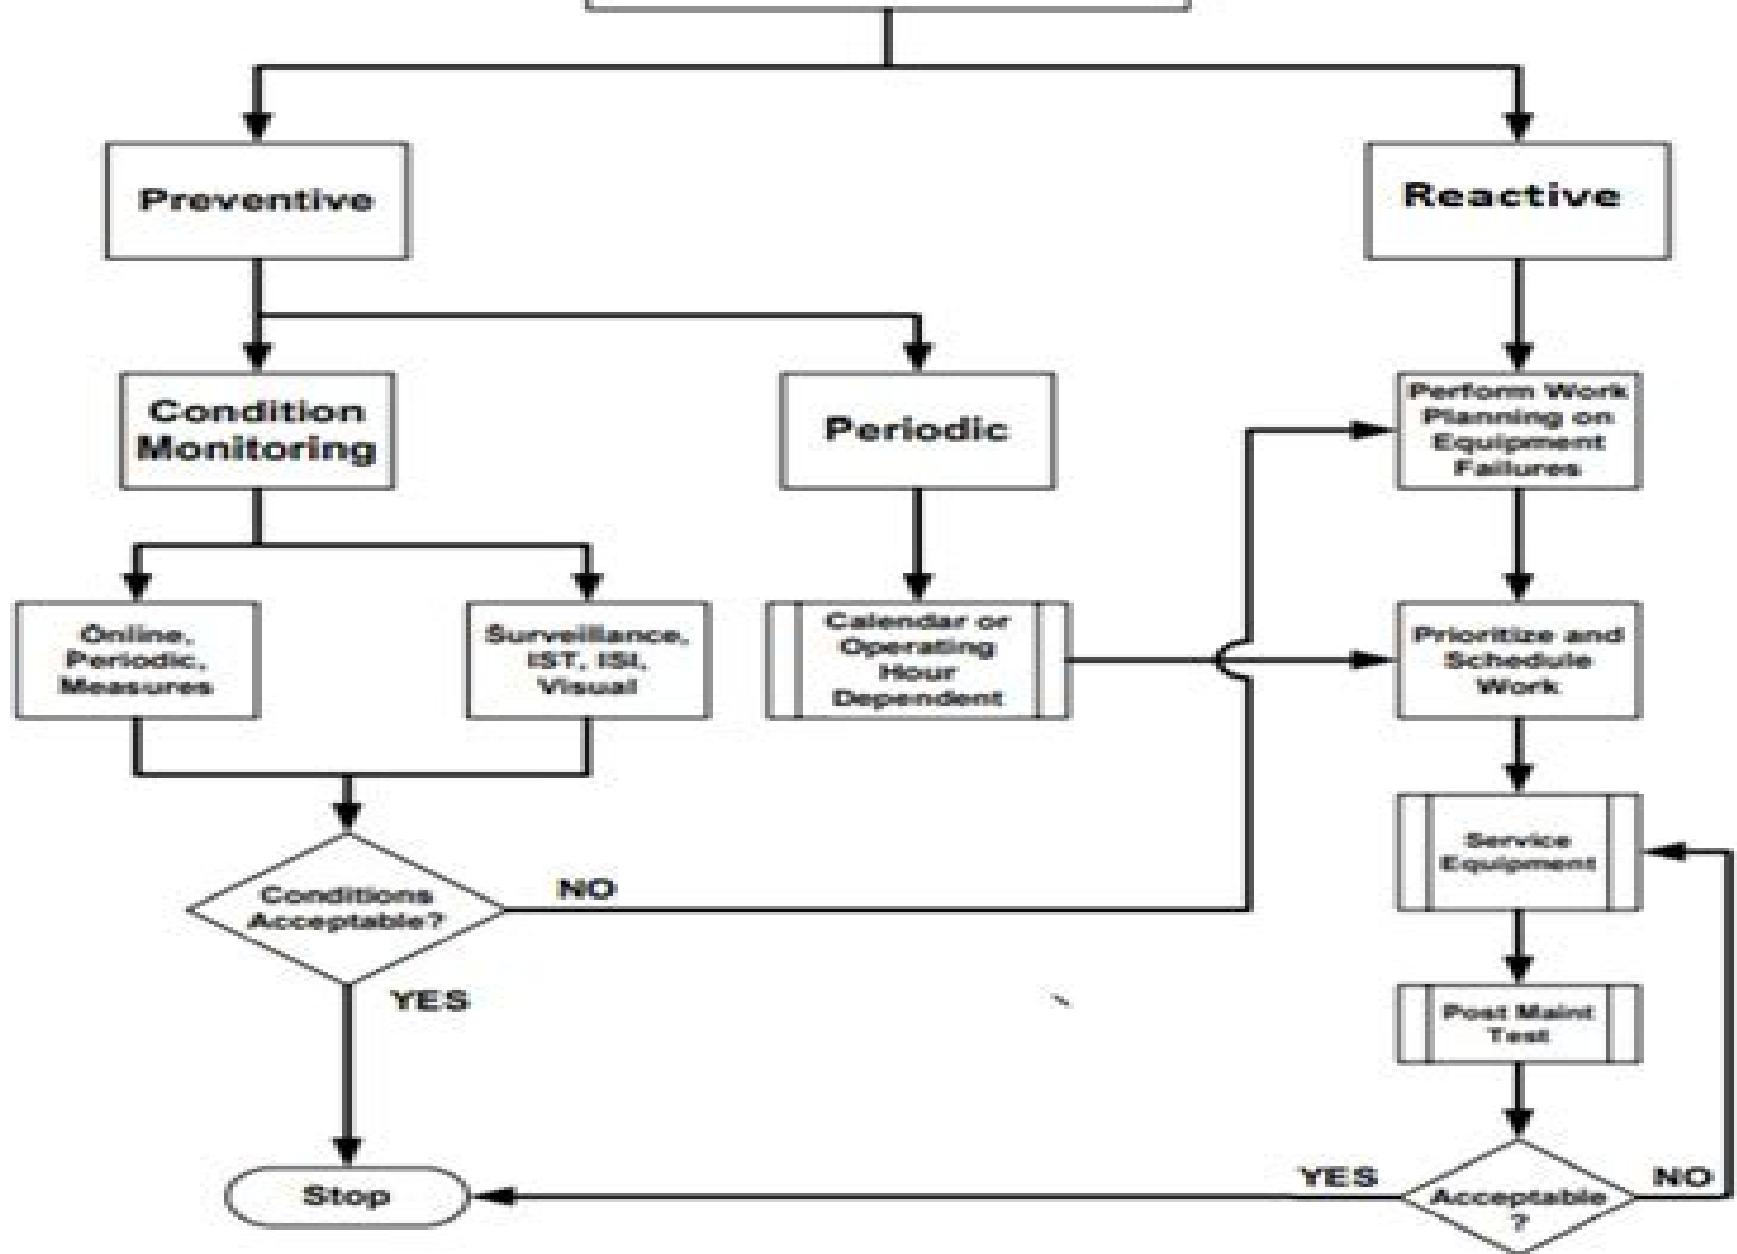 Preventive
Reactive
Condition
Monitoring
Periodic
Perform Work
Planning on
Equipment
Failures
Online,
Periodic,
Measures
Surveillance,
IST, ISI,
Visual
Calendar or
Operating
Hour
Dependent
Prioritize and
Schedule
Work
Service
Equipment
Conditions
Acceptable?
NO
YES
Post Maint
Test
Stop
YES
Acceptable
?
NO